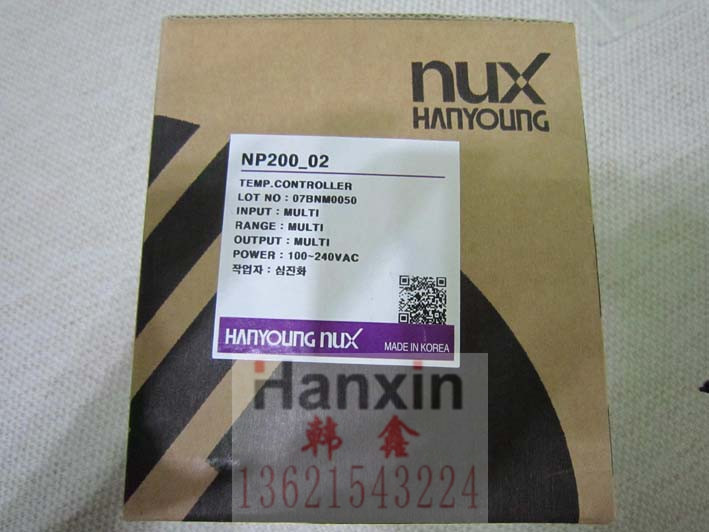 nux
HANYOUNG
NP200_02
TEMP.CONTROLLER
LOT NO : 07BNM0050
INPUT : MULTI
RANGE : MULTI
OUTPUT : MULTI
POWER : 100~240VAC
작업자 : 심진화
HANYOUNG nux
MADE IN KOREA
Hanxin
韩鑫
13621543224